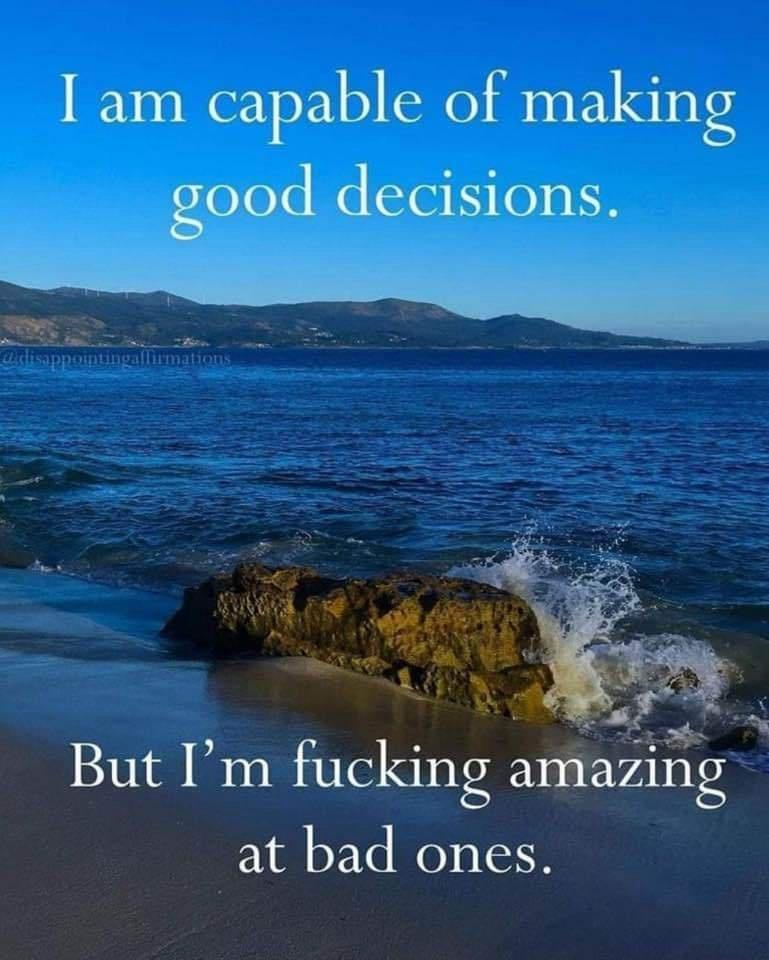 I am capable of making
good decisions.
@disappointingaffirmations
But I’m fucking amazing
at bad ones.